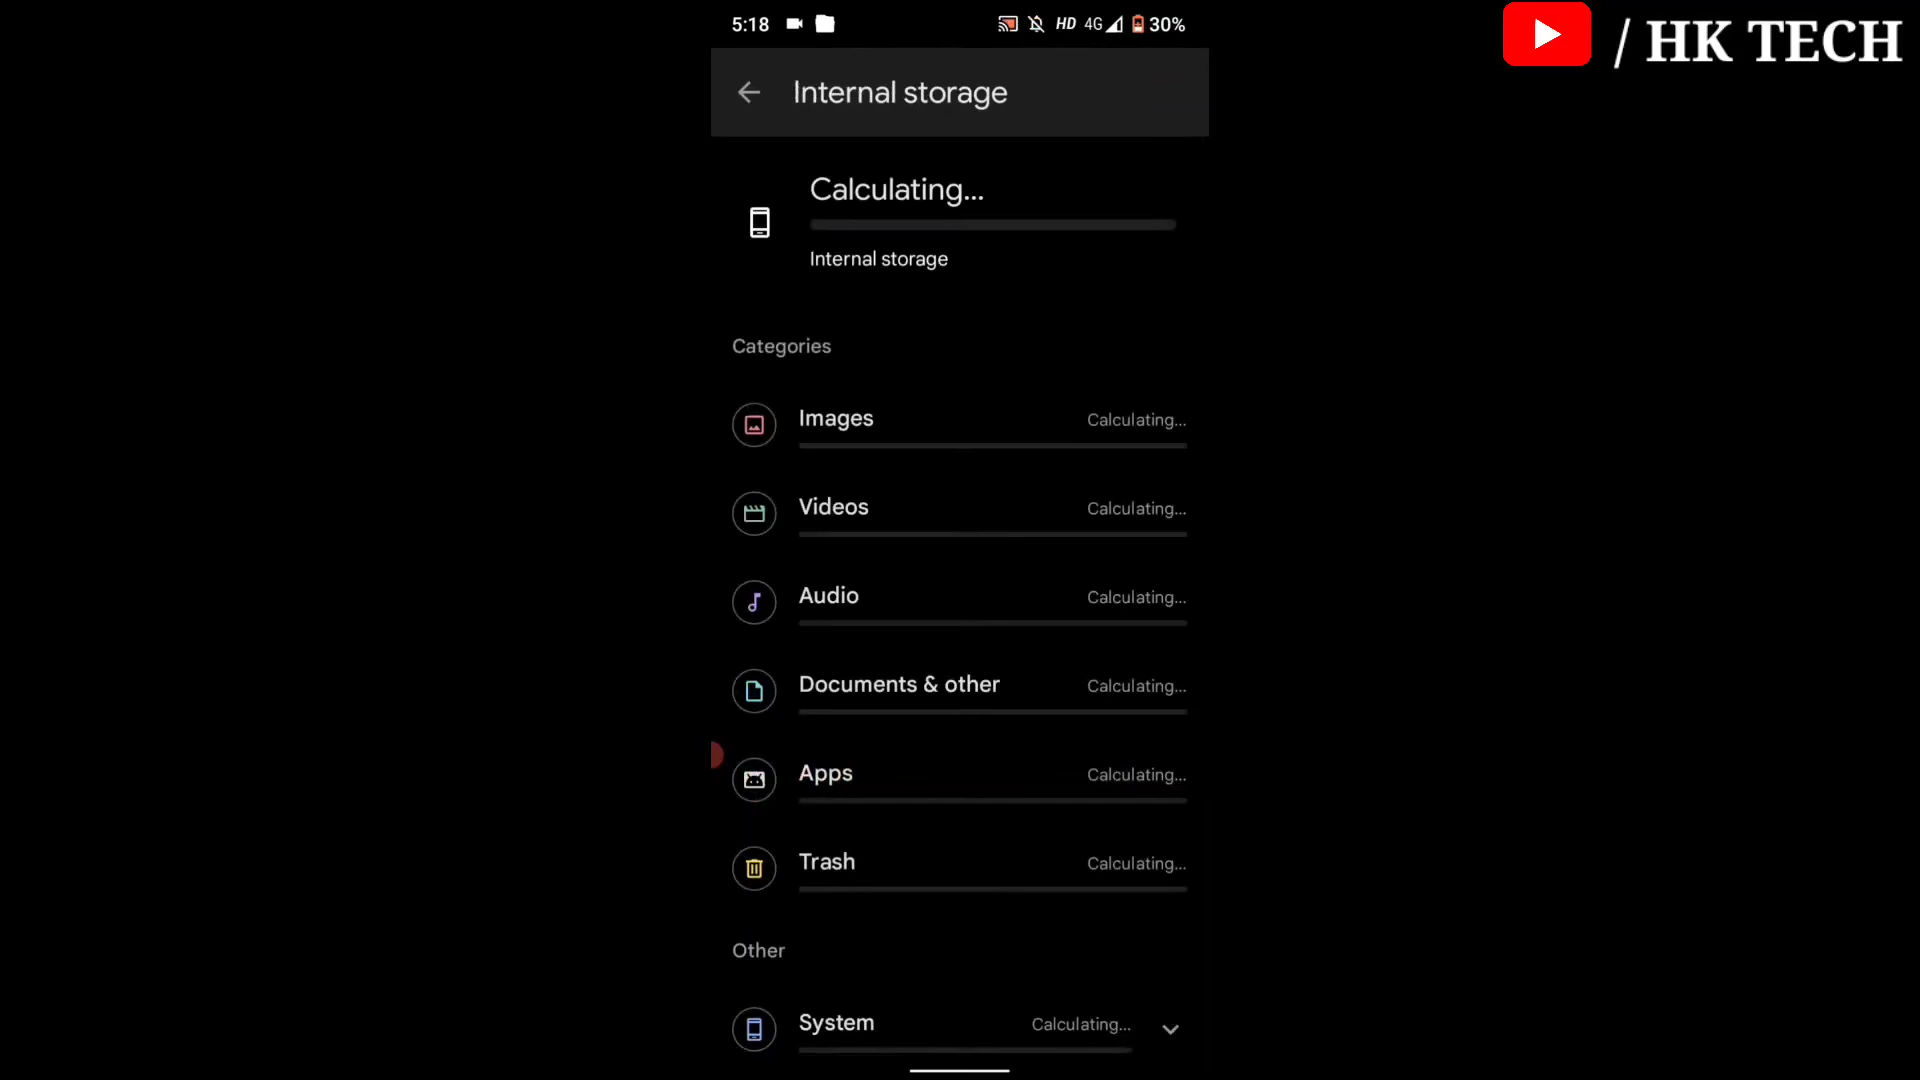 5:18 HD 4G 30%
/ HK TECH
Internal storage
Calculating...
Internal storage
Categories
Images Calculating...
Videos Calculating...
Audio Calculating...
Documents & other Calculating...
Apps Calculating...
Trash Calculating...
Other
System Calculating...